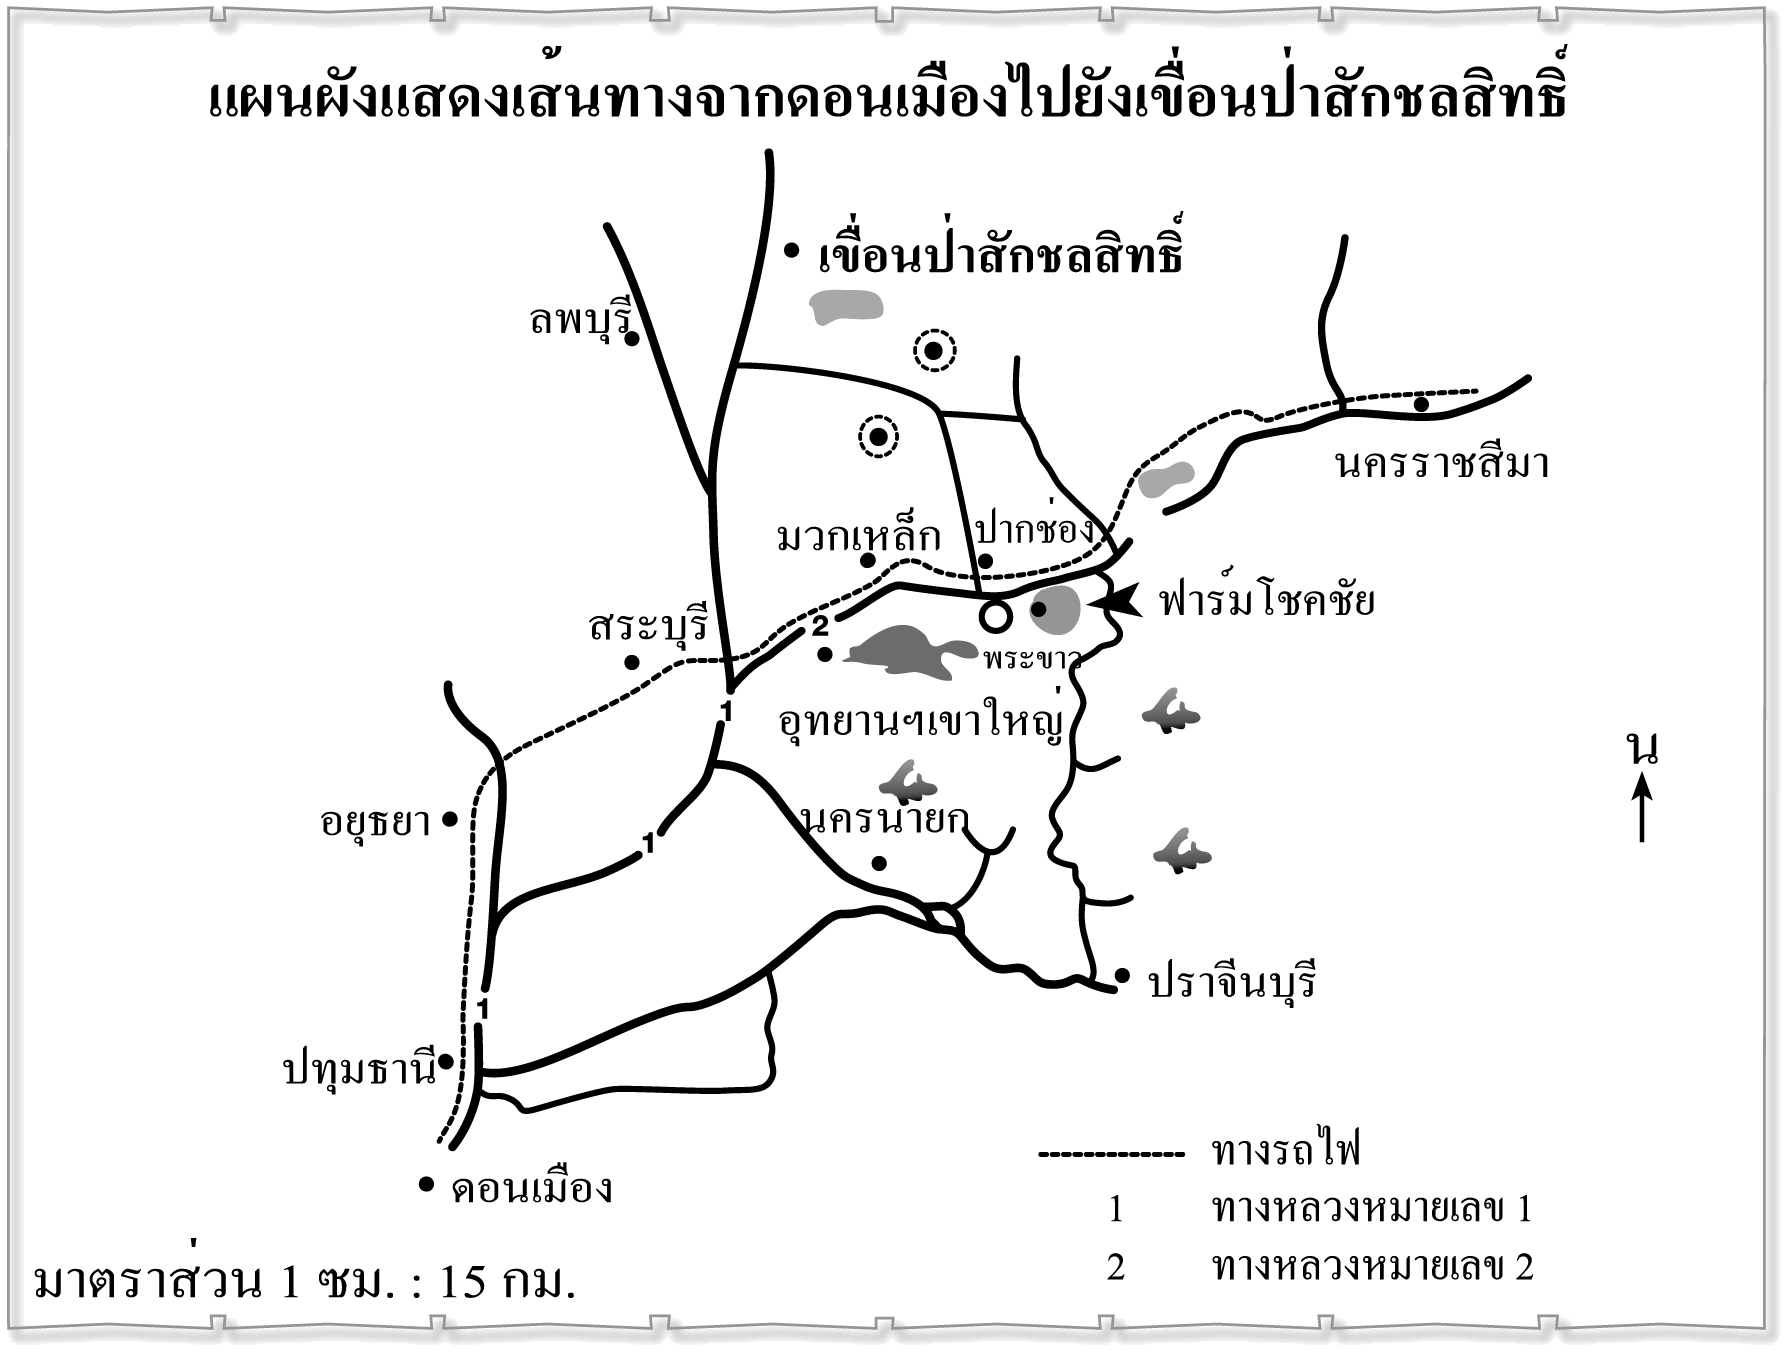 แผนผังแสดงเส้นทางจากดอนเมืองไปยังเขื่อนป่าสักชลสิทธิ์
เขื่อนป่าสักชลสิทธิ์
ลพบุรี
นครราชสีมา
มวกเหล็ก
ปากช่อง
ฟาร์มโชคชัย
สระบุรี
2
พระขาว
1
อุทยานฯเขาใหญ่
น
อยุธยา
1
นครนายก
ปราจีนบุรี
1
ปทุมธานี
ดอนเมือง
ทางรถไฟ
1 ทางหลวงหมายเลข 1
2 ทางหลวงหมายเลข 2
มาตราส่วน 1 ซม. : 15 กม.